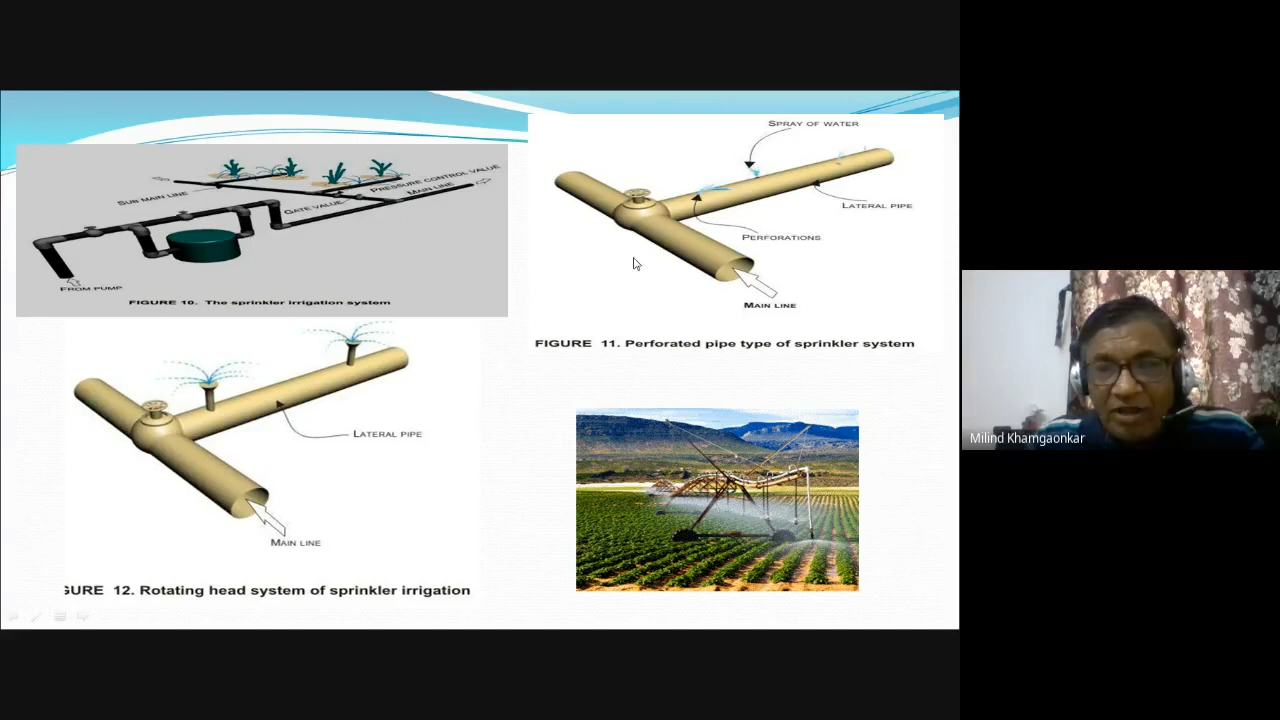 SUB MAIN LINE
PRESSURE CONTROL VALUE
MAIN LINE
GATE VALUE
FROM PUMP
FIGURE 10. The sprinkler irrigation system
SPRAY OF WATER
LATERAL PIPE
PERFORATIONS
MAIN LINE
FIGURE 11. Perforated pipe type of sprinkler system
LATERAL PIPE
MAIN LINE
GURE 12. Rotating head system of sprinkler irrigation
Milind Khamgaonkar